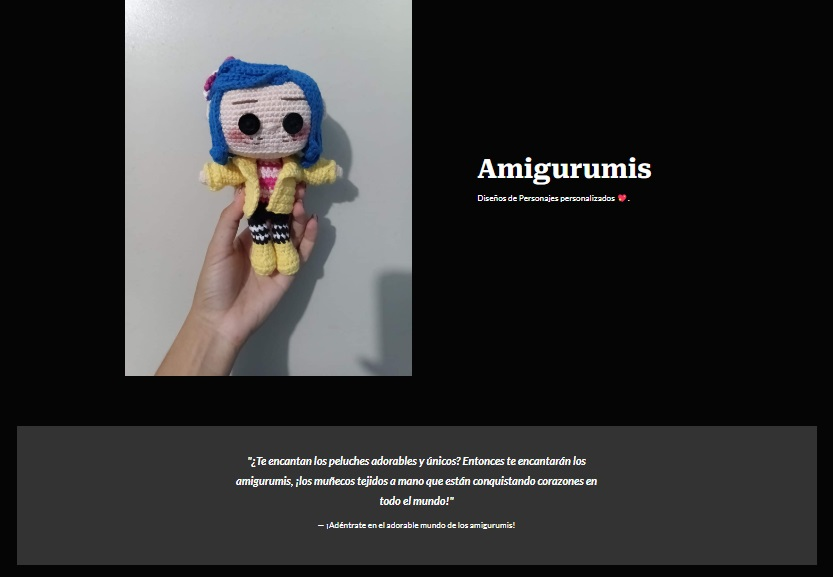 Amigurumis
Diseños de Personajes personalizados 💖.
"¿Te encantan los peluches adorables y únicos? Entonces te encantarán los
amigurumis, ¡los muñecos tejidos a mano que están conquistando corazones en
todo el mundo!"
— ¡Adéntrate en el adorable mundo de los amigurumis!